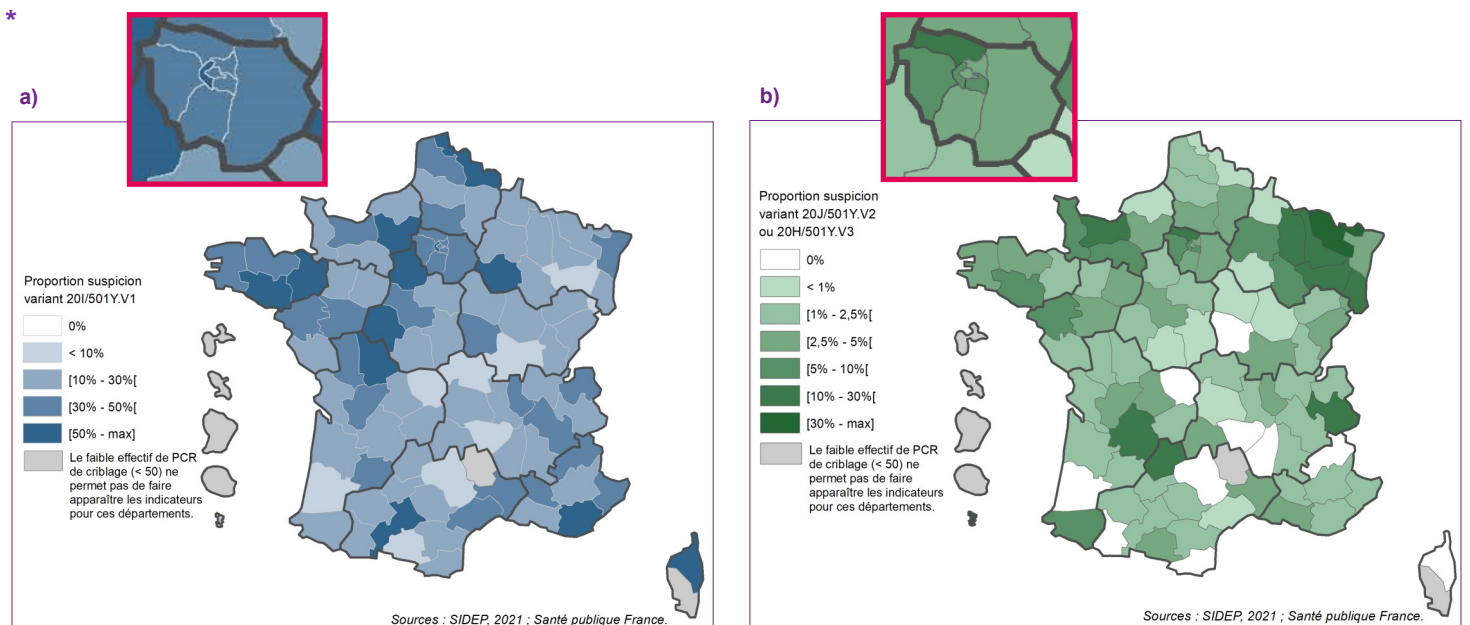 *
a)
Proportion suspicion
variant 20I/501Y.V1
0%
< 10%
[10% - 30%[
[30% - 50%[
[50% - max]
Le faible effectif de PCR
de criblage (< 50) ne
permet pas de faire
apparaître les indicateurs
pour ces départements.
Sources : SIDEP, 2021 ; Santé publique France.
b)
Proportion suspicion
variant 20J/501Y.V2
ou 20H/501Y.V3
0%
< 1%
[1% - 2,5%[
[2,5% - 5%[
[5% - 10%[
[10% - 30%[
[30% - max]
Le faible effectif de PCR
de criblage (< 50) ne
permet pas de faire
apparaître les indicateurs
pour ces départements.
Sources : SIDEP, 2021 ; Santé publique France.